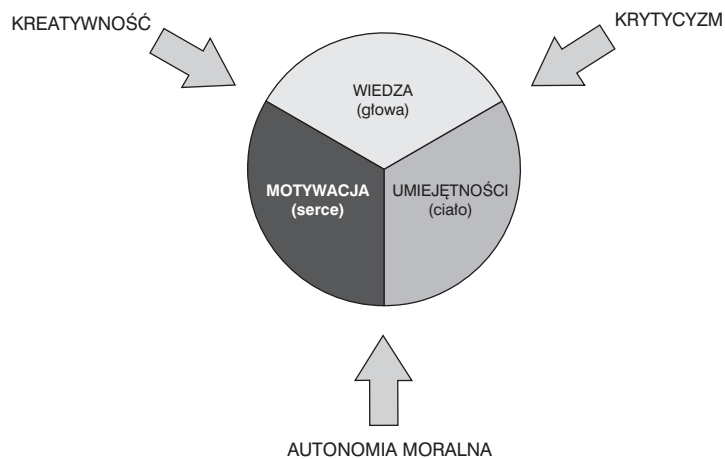 KREATYWNOŚĆ
KRYTYCYZM
WIEDZA
(głowa)
MOTYWACJA
(serce)
UMIEJĘTNOŚCI
(ciało)
AUTONOMIA MORALNA